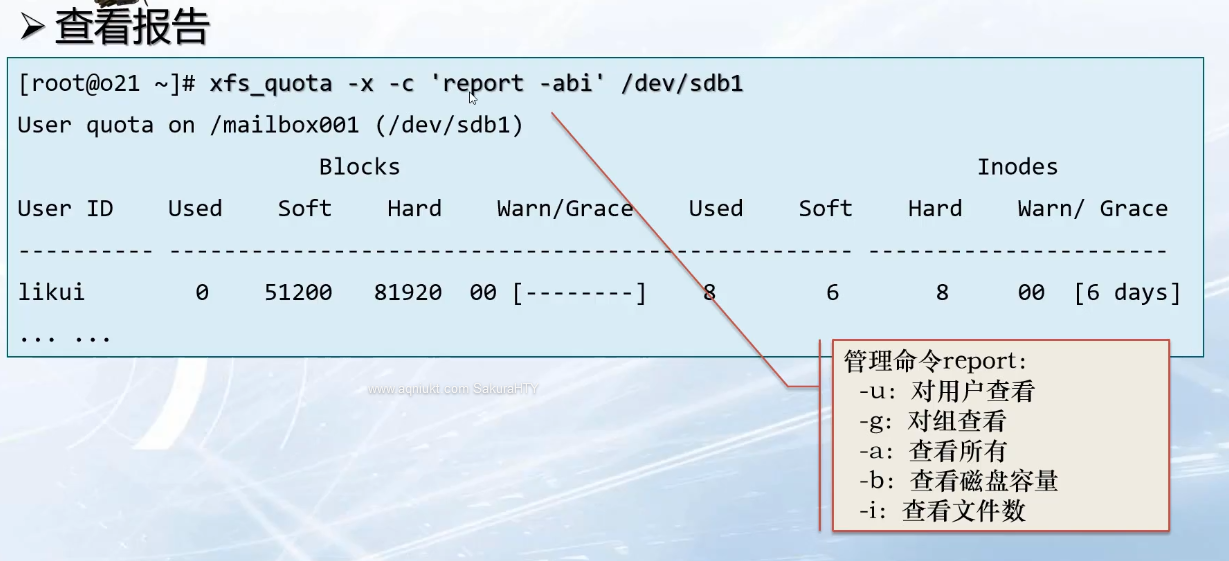 ➢ 查看报告
[root@o21 ~]# xfs_quota -x -c 'report -abi' /dev/sdb1
User quota on /mailbox001 (/dev/sdb1)
Blocks Inodes
User ID Used Soft Hard Warn/Grace Used Soft Hard Warn/ Grace
---------- -------------------------------------------------- ----------------------
likui 0 51200 81920 00 [--------] 8 6 8 00 [6 days]
... ...
www.aqniukt.com SakuraHTY
管理命令report:
-u: 对用户查看
-g: 对组查看
-a: 查看所有
-b: 查看磁盘容量
-i: 查看文件数